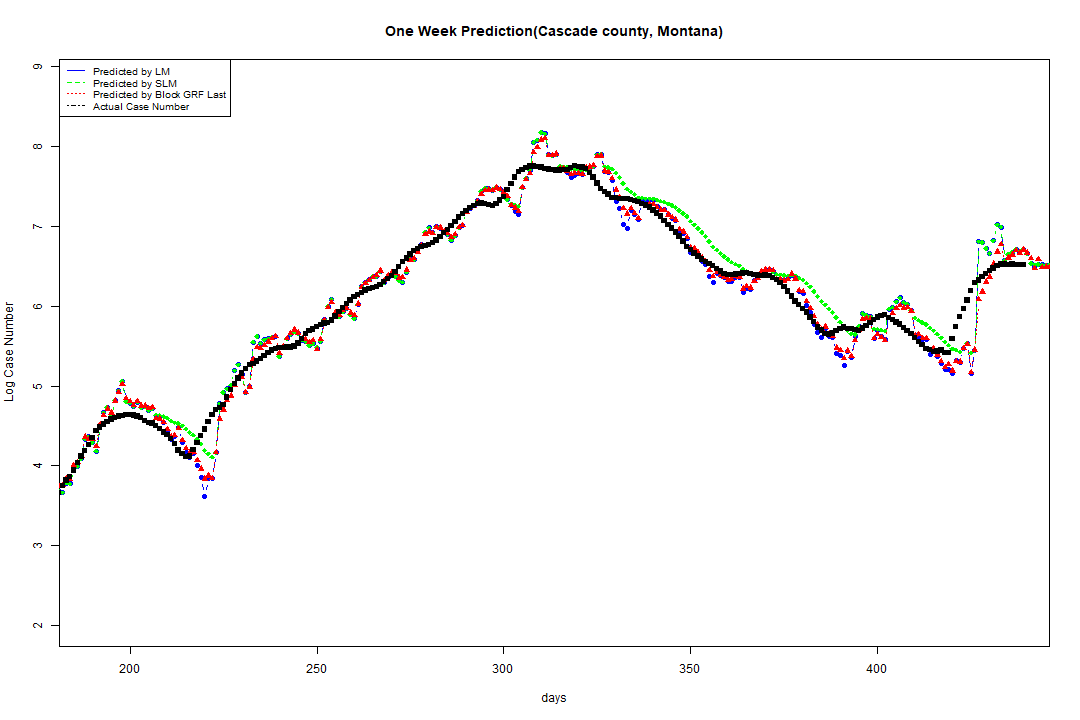 One Week Prediction(Cascade county, Montana)
Predicted by LM
Predicted by SLM
Predicted by Block GRF Last
Actual Case Number
9
8
7
6
5
4
3
2
Log Case Number
200 250 300 350 400
days